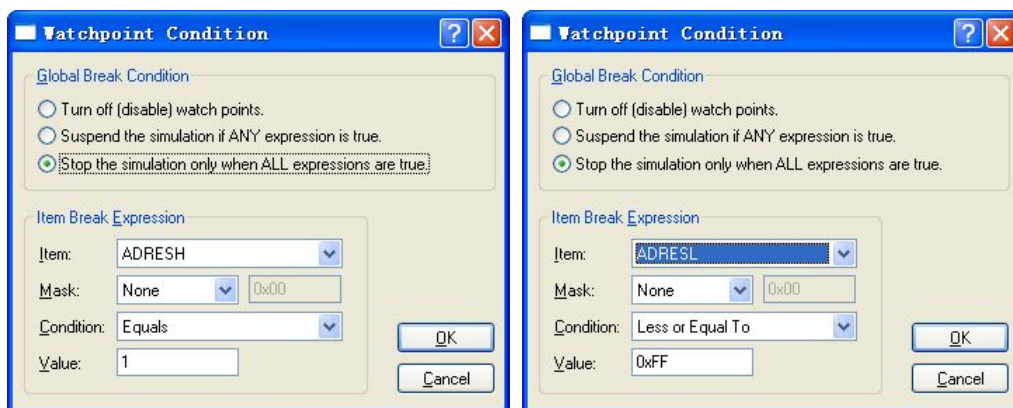 Watchpoint Condition
Global Break Condition
Turn off (disable) watch points.
Suspend the simulation if ANY expression is true.
Stop the simulation only when ALL expressions are true.
Item Break Expression
Item: ADRESH
Mask: None 0x00
Condition: Equals
Value: 1
OK
Cancel
Watchpoint Condition
Global Break Condition
Turn off (disable) watch points.
Suspend the simulation if ANY expression is true.
Stop the simulation only when ALL expressions are true.
Item Break Expression
Item: ADRESL
Mask: None 0x00
Condition: Less or Equal To
Value: 0xFF
OK
Cancel